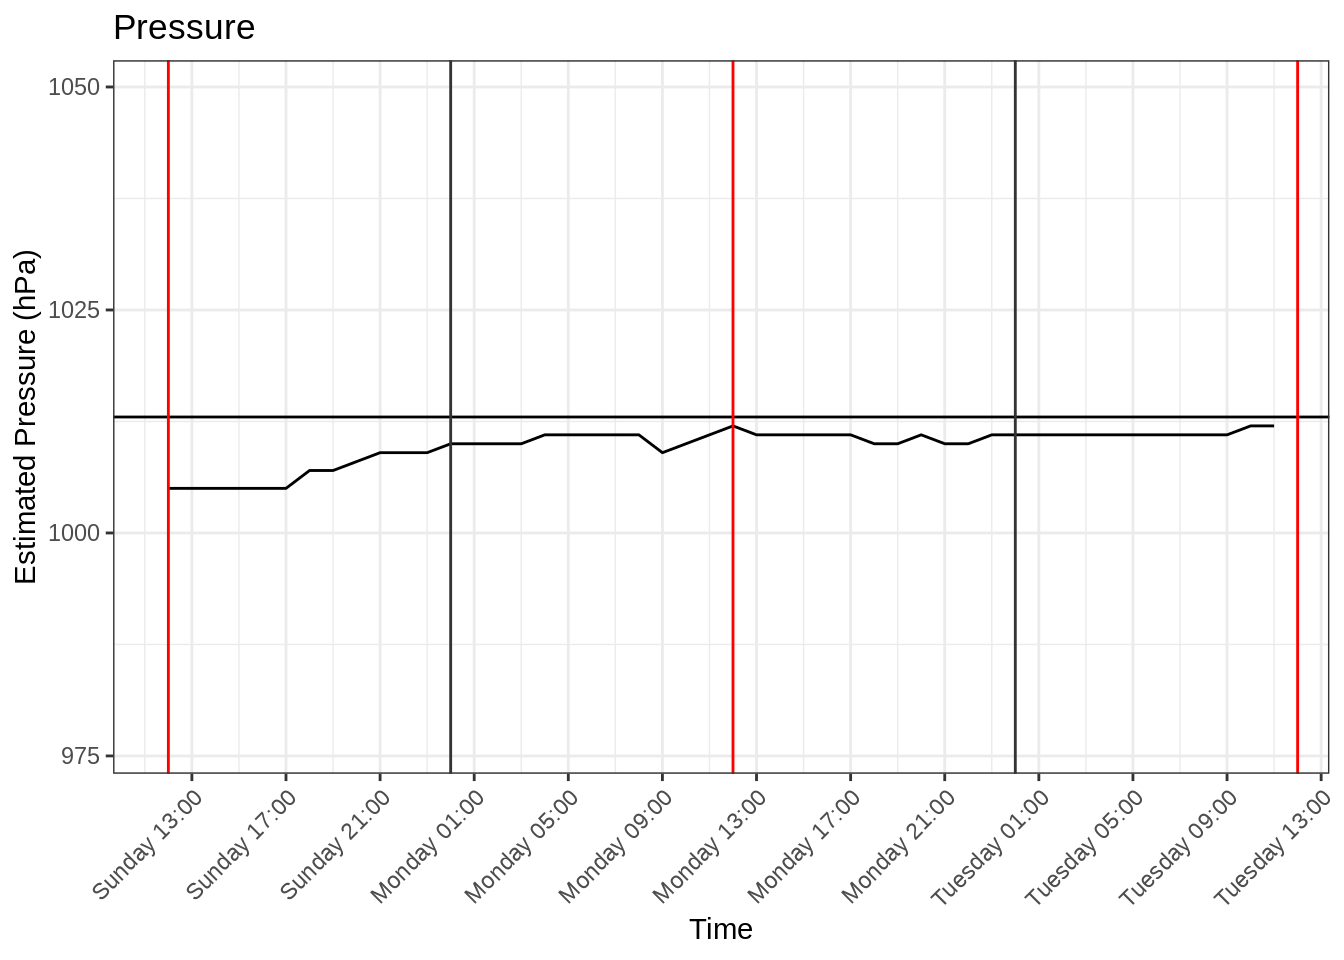 Pressure
Estimated Pressure (hPa)
1050
1025
1000
975
Sunday 13:00
Sunday 17:00
Sunday 21:00
Monday 01:00
Monday 05:00
Monday 09:00
Monday 13:00
Monday 17:00
Monday 21:00
Tuesday 01:00
Tuesday 05:00
Tuesday 09:00
Tuesday 13:00
Time